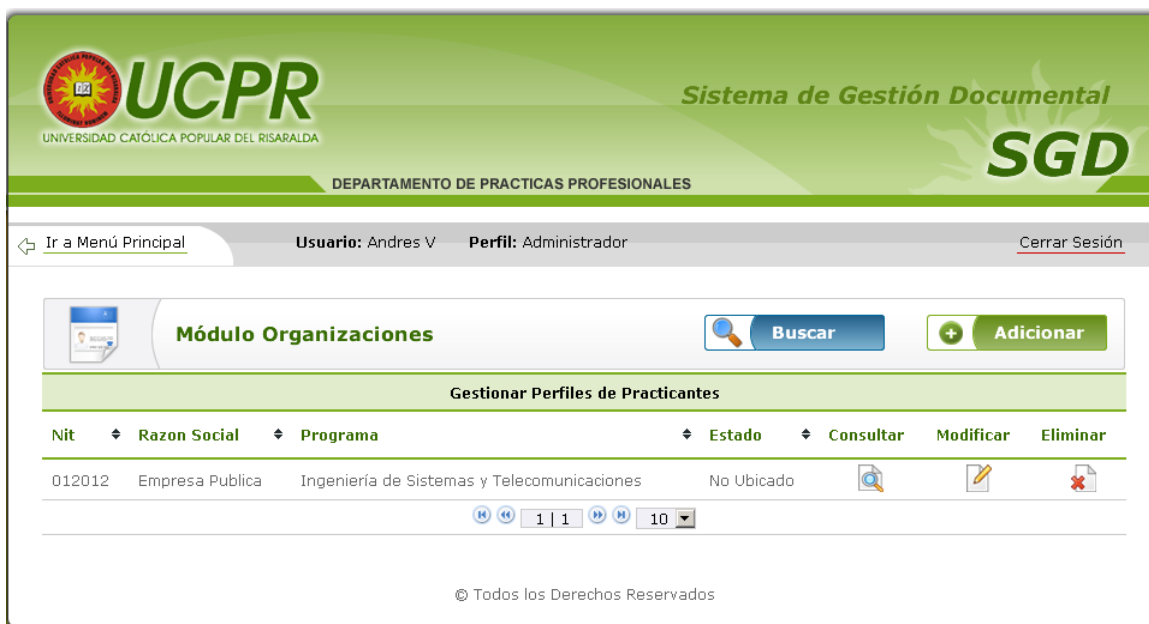 UCPR
UNIVERSIDAD CATÓLICA POPULAR DEL RISARALDA
Sistema de Gestión Documental
SGD
DEPARTAMENTO DE PRACTICAS PROFESIONALES
Ir a Menú Principal Usuario: Andres V Perfil: Administrador Cerrar Sesión
Módulo Organizaciones Buscar Adicionar
Gestionar Perfiles de Practicantes
Nit Razon Social Programa Estado Consultar Modificar Eliminar
012012 Empresa Publica Ingeniería de Sistemas y Telecomunicaciones No Ubicado
1 | 1 10
© Todos los Derechos Reservados